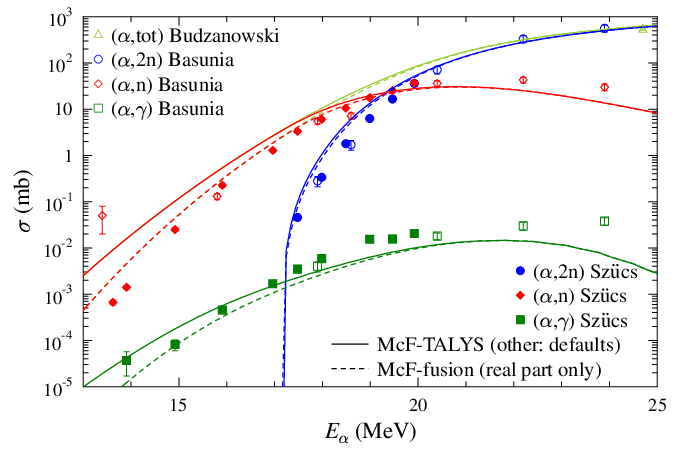 10³
10²
10
1
10⁻¹
10⁻²
10⁻³
10⁻⁴
10⁻⁵
σ (mb)
(α,tot) Budzanowski
(α,2n) Basunia
(α,n) Basunia
(α,γ) Basunia
(α,2n) Szücs
(α,n) Szücs
(α,γ) Szücs
McF-TALYS (other: defaults)
McF-fusion (real part only)
15 20 25
Eα (MeV)